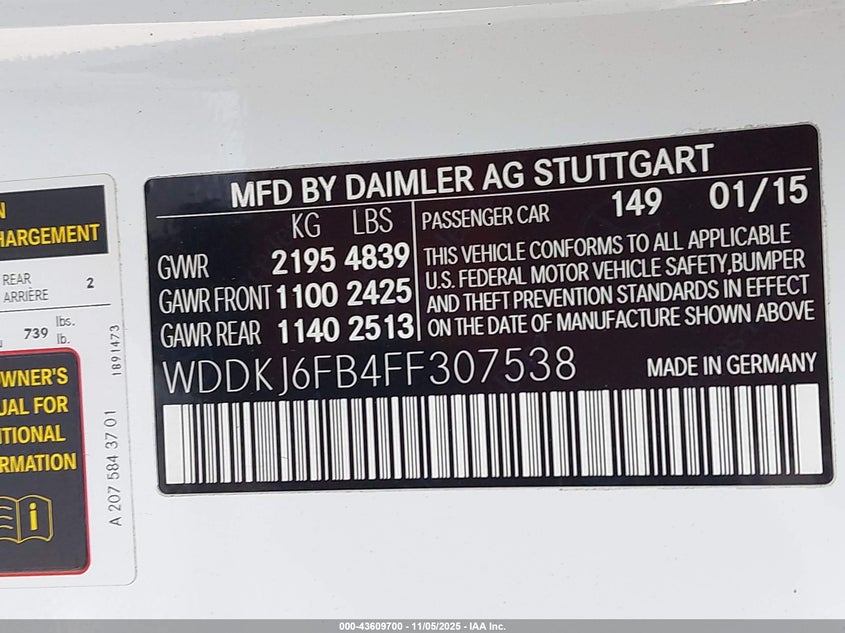 MFD BY DAIMLER AG STUTTGART
KG LBS
GVWR 2195 4839
GAWR FRONT 1100 2425
GAWR REAR 1140 2513
PASSENGER CAR 149 01/15
THIS VEHICLE CONFORMS TO ALL APPLICABLE
U.S. FEDERAL MOTOR VEHICLE SAFETY,BUMPER
AND THEFT PREVENTION STANDARDS IN EFFECT
ON THE DATE OF MANUFACTURE SHOWN ABOVE
WDDKJ6FB4FF307538 MADE IN GERMANY
N
HARGEMENT
REAR 2
ARRIÈRE
739 lbs.
lb.
1891473
OWNER'S
UAL FOR
ITIONAL
RMATION
A 207 584 37 01
i
000-43609700 - 11/05/2025 - IAA Inc.